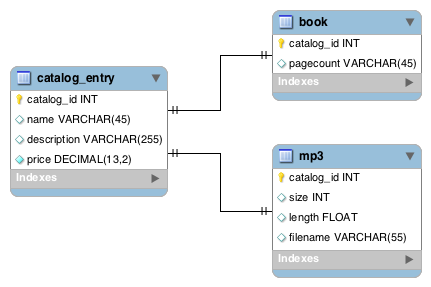 catalog_entry
catalog_id INT
name VARCHAR(45)
description VARCHAR(255)
price DECIMAL(13,2)
Indexes
book
catalog_id INT
pagecount VARCHAR(45)
Indexes
mp3
catalog_id INT
size INT
length FLOAT
filename VARCHAR(55)
Indexes